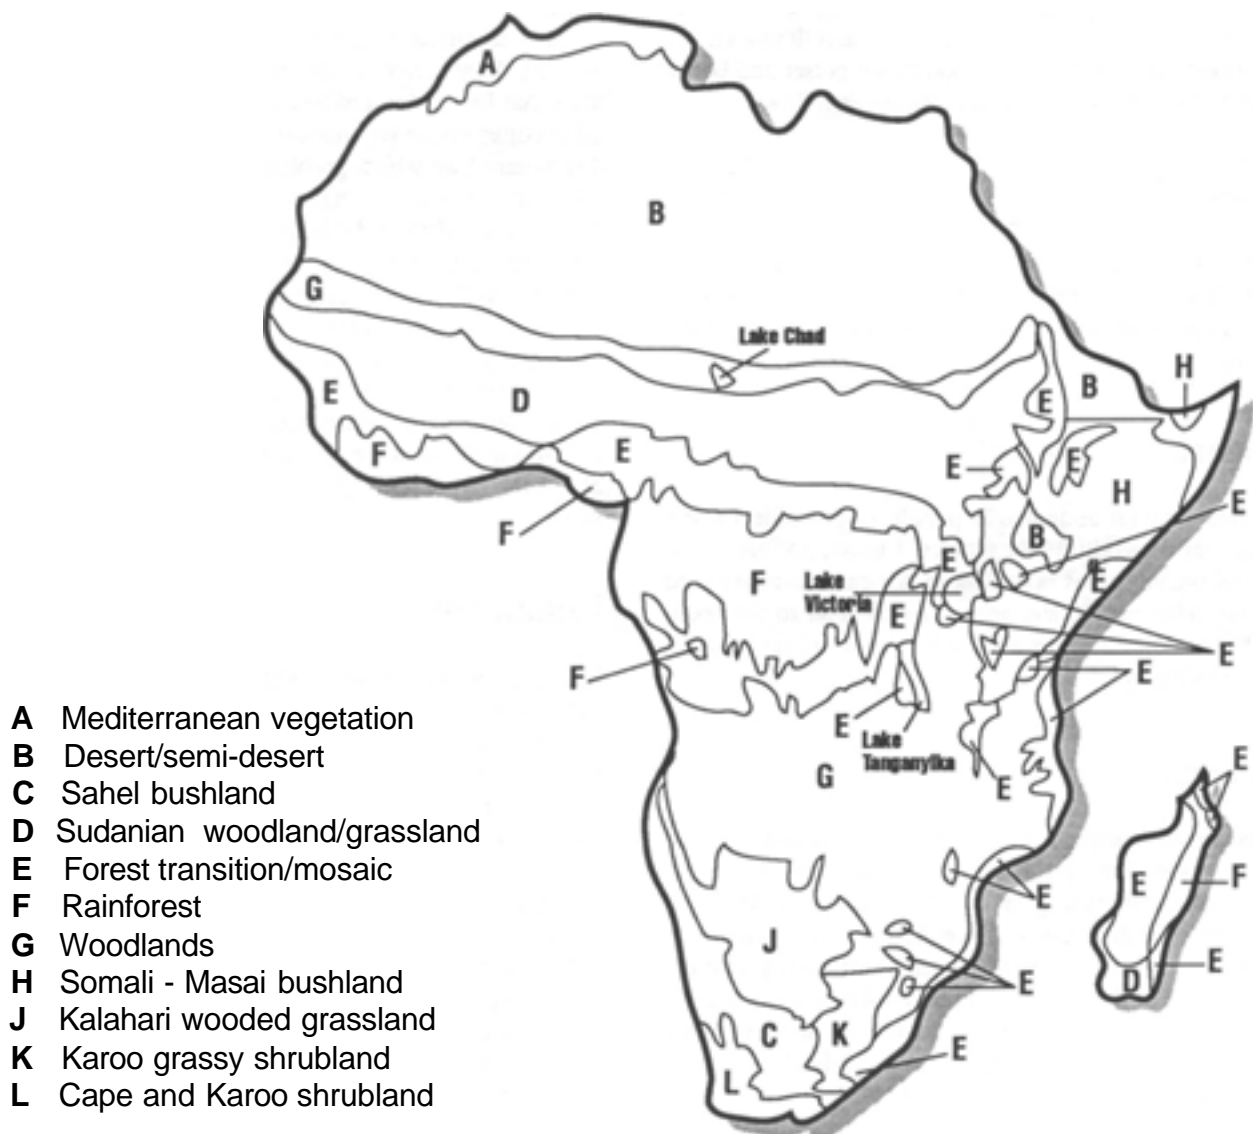 A
B
G
Lake Chad
H
B
E
D
E
E
F
E
E
E
H
E
F
B
E
E
F
Lake
Victoria
E
F
E
E
E
Lake
Tanganyika
G
E
E
E
F
E
J
E
E
D
C
K
E
L
A Mediterranean vegetation
B Desert/semi-desert
C Sahel bushland
D Sudanian woodland/grassland
E Forest transition/mosaic
F Rainforest
G Woodlands
H Somali - Masai bushland
J Kalahari wooded grassland
K Karoo grassy shrubland
L Cape and Karoo shrubland